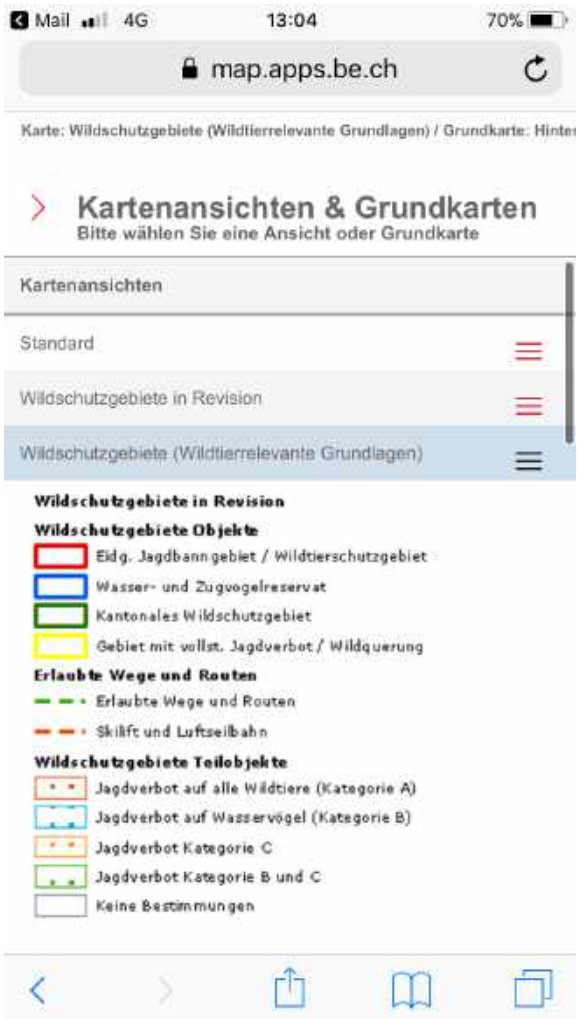 Mail 4G 13:04 70%
map.apps.be.ch
Karte: Wildschutzgebiete (Wildtierrelevante Grundlagen) / Grundkarte: Hinter
Kartenansichten & Grundkarten
Bitte wählen Sie eine Ansicht oder Grundkarte
Kartenansichten
Standard
Wildschutzgebiete in Revision
Wildschutzgebiete (Wildtierrelevante Grundlagen)
Wildschutzgebiete in Revision
Wildschutzgebiete Objekte
Eidg. Jagdbanngebiet / Wildtierschutzgebiet
Wasser- und Zugvogelreservat
Kantonales Wildschutzgebiet
Gebiet mit vollst. Jagdverbot / Wildquerung
Erlaubte Wege und Routen
Erlaubte Wege und Routen
Skilift und Luftseilbahn
Wildschutzgebiete Teilobjekte
Jagdverbot auf alle Wildtiere (Kategorie A)
Jagdverbot auf Wasservögel (Kategorie B)
Jagdverbot Kategorie C
Jagdverbot Kategorie B und C
Keine Bestimmungen